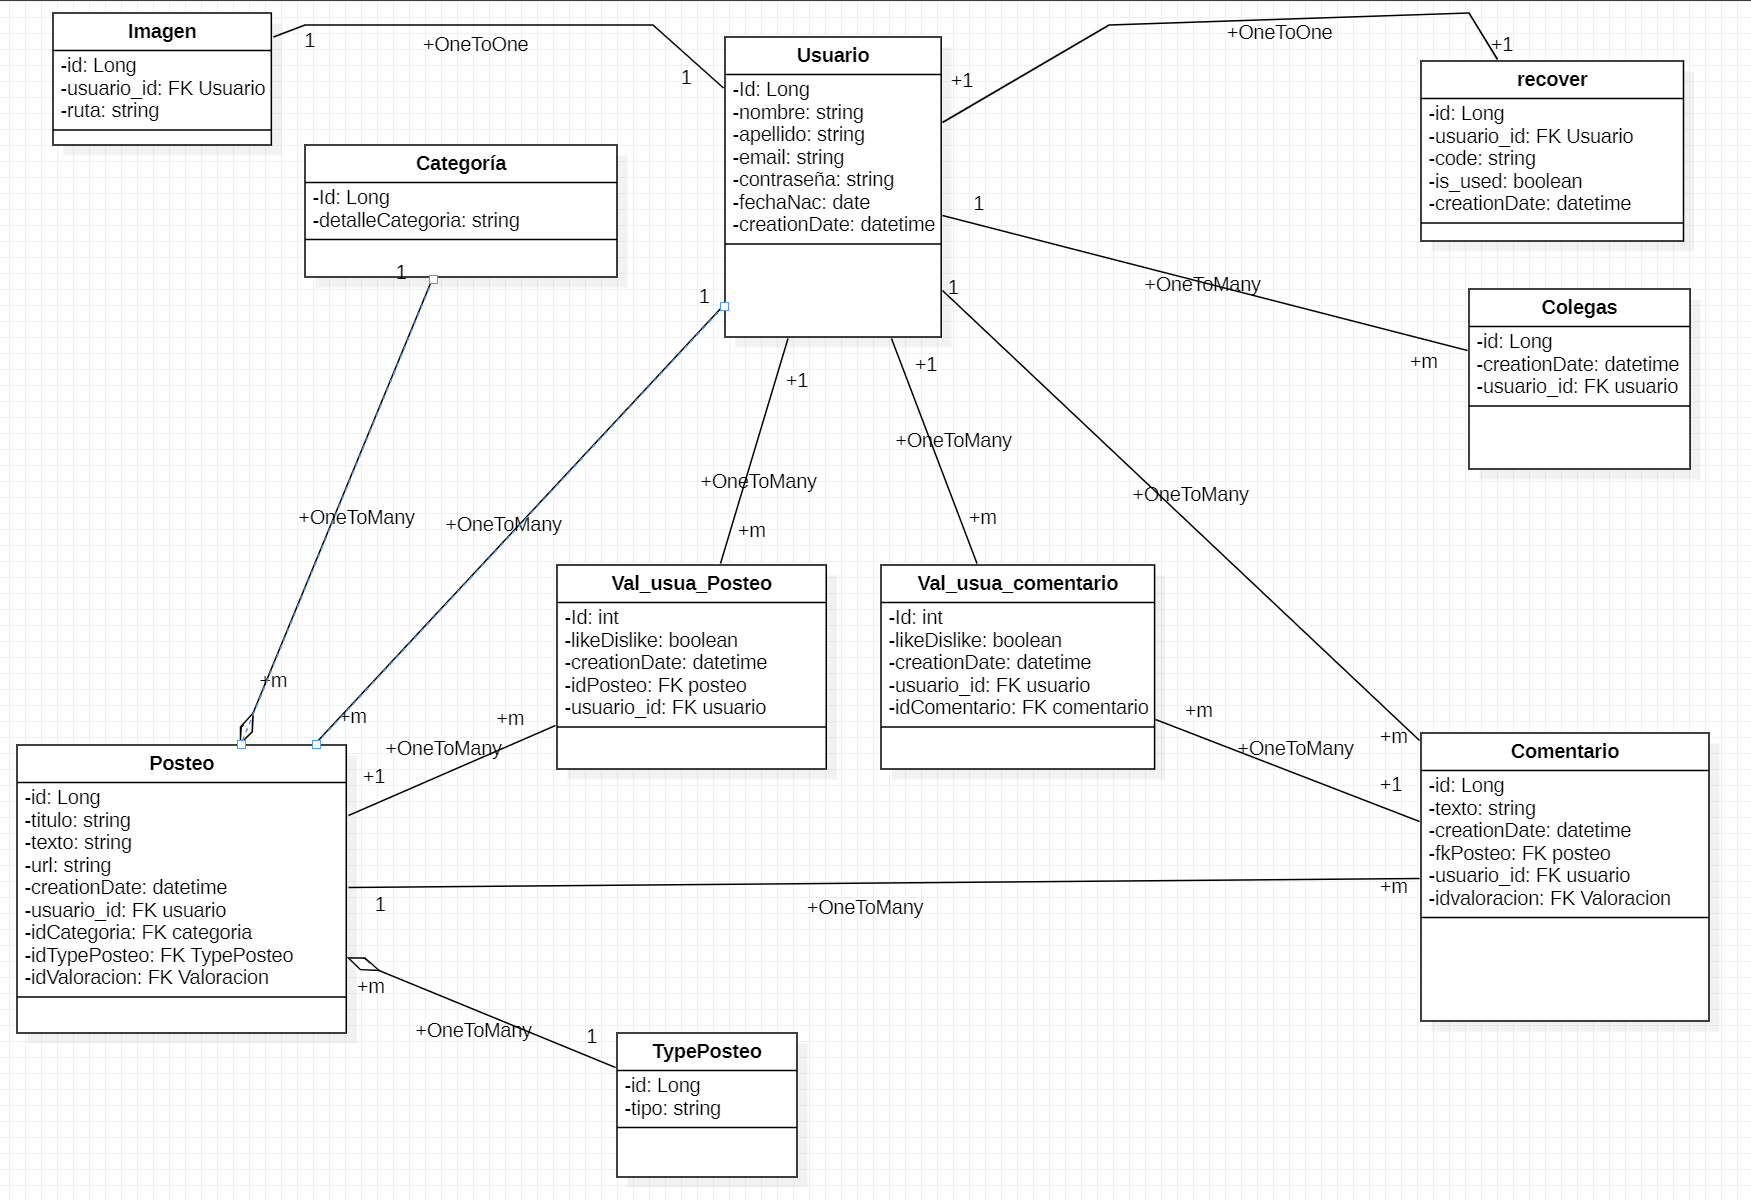 Imagen
-id: Long
-usuario_id: FK Usuario
-ruta: string
1
+OneToOne
1
Usuario
-Id: Long
-nombre: string
-apellido: string
-email: string
-contraseña: string
-fechaNac: date
-creationDate: datetime
+1
+OneToOne
+1
recover
-id: Long
-usuario_id: FK Usuario
-code: string
-is_used: boolean
-creationDate: datetime
Categoría
-Id: Long
-detalleCategoria: string
1
1
1
+OneToMany
+m
Colegas
-id: Long
-creationDate: datetime
-usuario_id: FK usuario
1
+1
+1
+OneToMany
+OneToMany
+OneToMany
+OneToMany
+OneToMany
+m
+m
Val_usua_Posteo
-Id: int
-likeDislike: boolean
-creationDate: datetime
-idPosteo: FK posteo
-usuario_id: FK usuario
Val_usua_comentario
-Id: int
-likeDislike: boolean
-creationDate: datetime
-usuario_id: FK usuario
-idComentario: FK comentario
+m
+m
+m
+OneToMany
+1
+m
+OneToMany
+m
+1
Posteo
-id: Long
-titulo: string
-texto: string
-url: string
-creationDate: datetime
-usuario_id: FK usuario
-idCategoria: FK categoria
-idTypePosteo: FK TypePosteo
-idValoracion: FK Valoracion
Comentario
-id: Long
-texto: string
-creationDate: datetime
-fkPosteo: FK posteo
-usuario_id: FK usuario
-idvaloracion: FK Valoracion
1
+OneToMany
+m
+m
+OneToMany
1
TypePosteo
-id: Long
-tipo: string